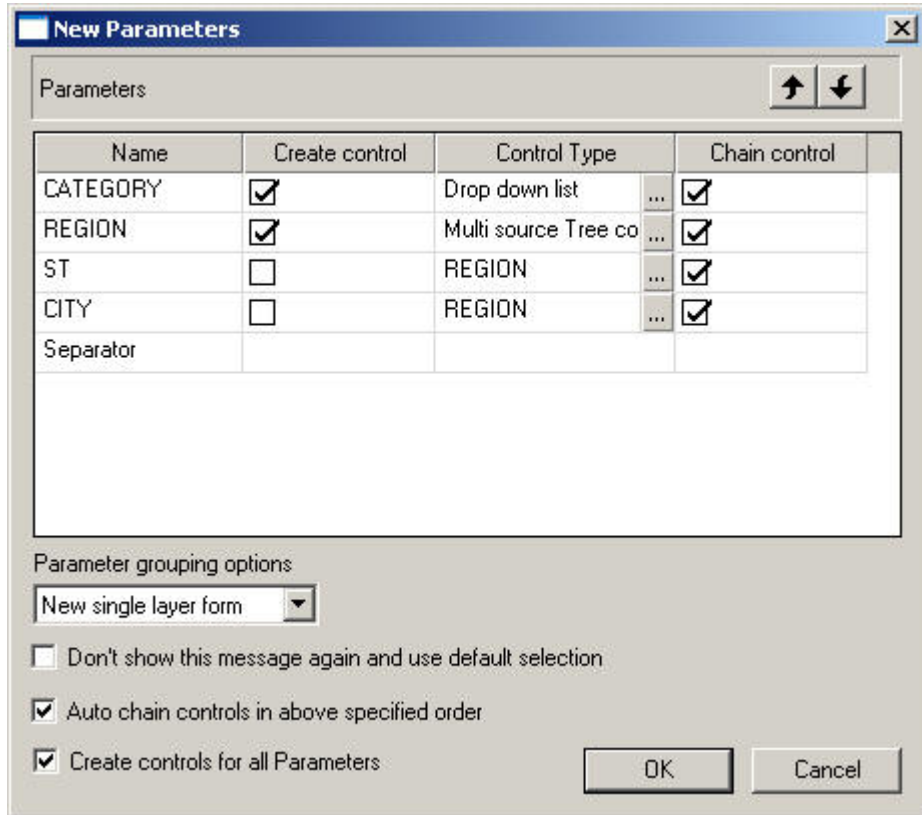 New Parameters
Parameters
Name Create control Control Type Chain control
CATEGORY Drop down list ...
REGION Multi source Tree co ...
ST REGION ...
CITY REGION ...
Separator
Parameter grouping options
New single layer form
Don't show this message again and use default selection
Auto chain controls in above specified order
Create controls for all Parameters
OK Cancel